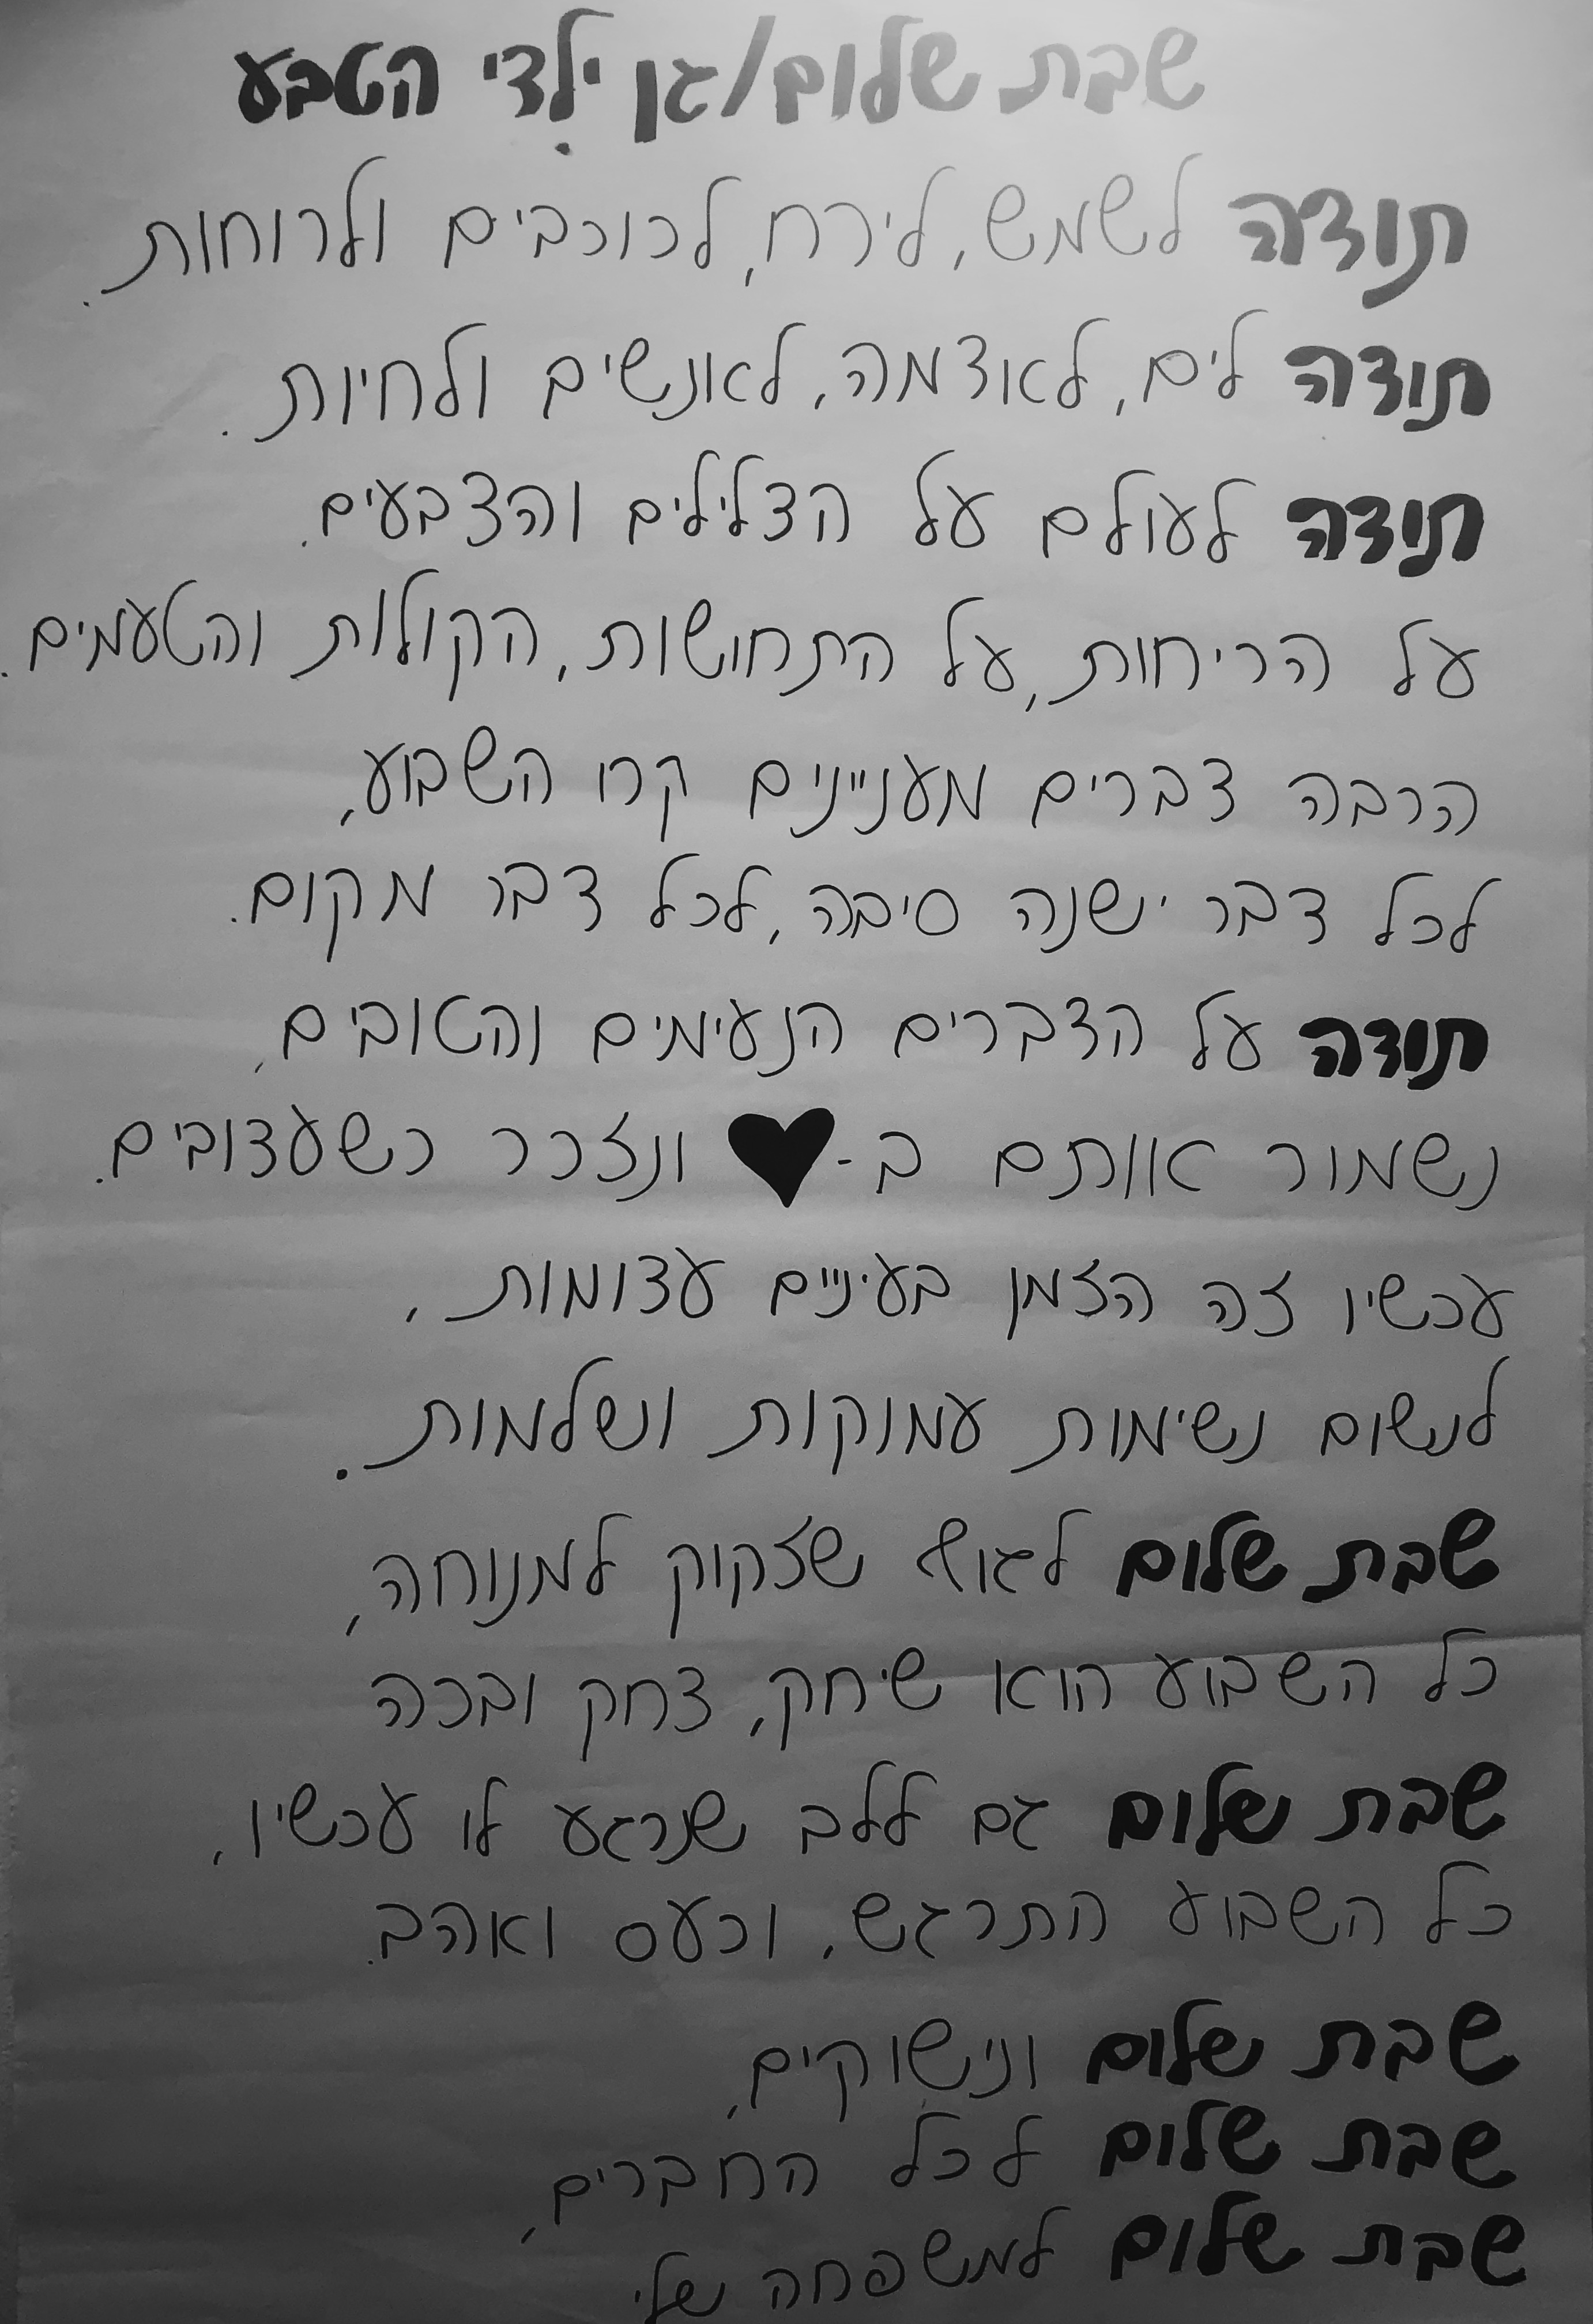 שבת שלום/גן ילדי הטבע
תודה לשמש, לירח, לכוכבים ולרוחות.
תודה לים, לאדמה, לאנשים ולחיות.
תודה לעולם על הצלילים והצבעים.
על הריחות, על התחושות, הקולות והטעמים.
הרבה דברים מעניינים קרו השבוע,
לכל דבר ישנה סיבה, לכל דבר מקום.
תודה על הדברים הנעימים והטובים,
נשמור אותם ב-♥ ונזכר כשעצובים.
עכשיו זה הזמן בעיניים עצומות,
לנשום נשימות עמוקות ושלמות.
שבת שלום לגוף שזקוק למנוחה,
כל השבוע הוא שיחק, צחק ובכה
שבת שלום גם ללב שנרגע לו עכשיו,
כל השבוע התרגש, וכעס ואהב.
שבת שלום ונישוקים,
שבת שלום לכל החברים,
שבת שלום למשפחה שלי